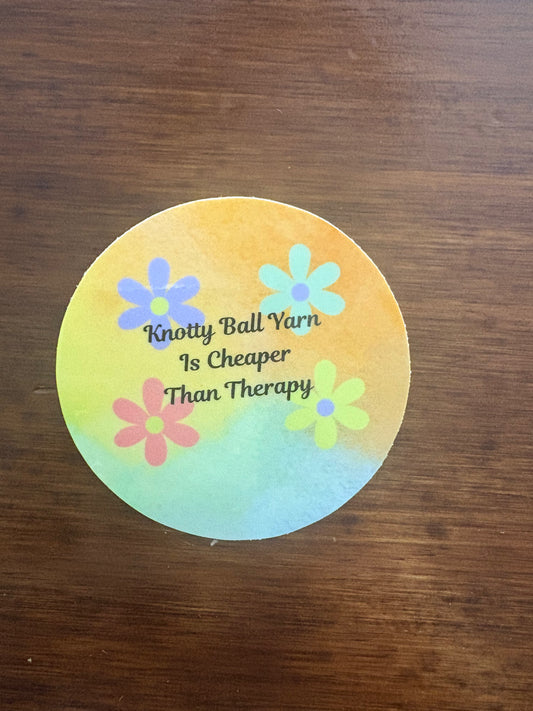 Knotty Ball Yarn
Is Cheaper
Than Therapy